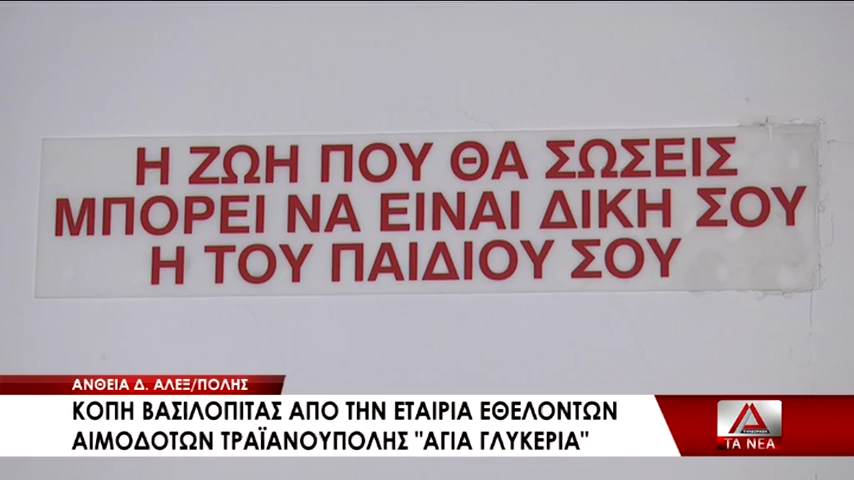 Η ΖΩΗ ΠΟΥ ΘΑ ΣΩΣΕΙΣ
ΜΠΟΡΕΙ ΝΑ ΕΙΝΑΙ ΔΙΚΗ ΣΟΥ
Η ΤΟΥ ΠΑΙΔΙΟΥ ΣΟΥ
ΑΝΘΕΙΑ Δ. ΑΛΕΞ/ΠΟΛΗΣ
ΚΟΠΗ ΒΑΣΙΛΟΠΙΤΑΣ ΑΠΟ ΤΗΝ ΕΤΑΙΡΙΑ ΕΘΕΛΟΝΤΩΝ
ΑΙΜΟΔΟΤΩΝ ΤΡΑΪΑΝΟΥΠΟΛΗΣ "ΑΓΙΑ ΓΛΥΚΕΡΙΑ"
ΤΑ ΝΕΑ